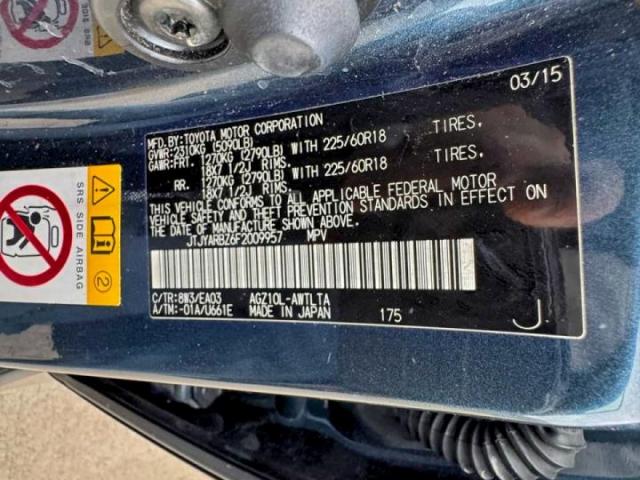 03/15
MFD.BY:TOYOTA MOTOR CORPORATION
GVWR:2310KG (5090LB)
GAWR:FRT. 1270KG (2790LB) WITH 225/60R18 TIRES.
18X7 1/2J RIMS.
RR. 1270KG (2790LB) WITH 225/60R18 TIRES.
18X7 1/2J RIMS.
THIS VEHICLE CONFORMS TO ALL APPLICABLE FEDERAL MOTOR
VEHICLE SAFETY AND THEFT PREVENTION STANDARDS IN EFFECT ON
THE DATE OF MANUFACTURE SHOWN ABOVE.
JTJYARBZ6F2009957 MPV
C/TR:8W3/EA03 AGZ10L-AWTLTA
A/TM:-01A/U661E MADE IN JAPAN 175 J
SRS SIDE AIRBAG
2